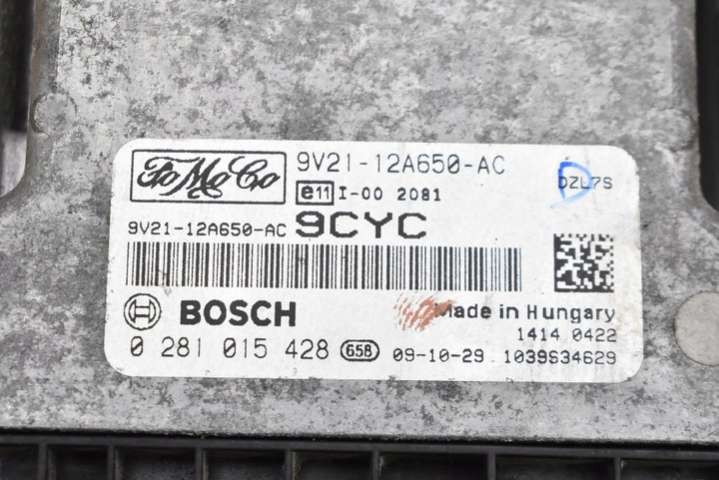 FoMoCo 9V21-12A650-AC
e11 I-00 2081
DZL7S
D
9V21-12A650-AC 9CYC
BOSCH
Made in Hungary
1414 0422
0 281 015 428 658 09-10-29 1039S34629